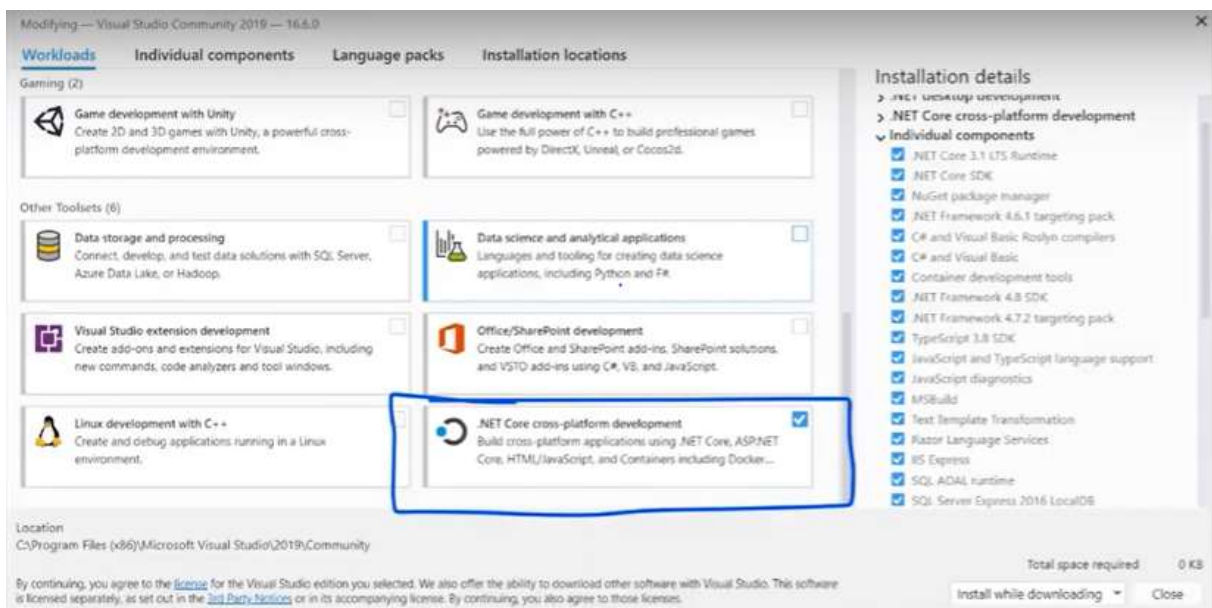 Modifying — Visual Studio Community 2019 — 16.6.0
Workloads
Individual components
Language packs
Installation locations
Gaming (2)
Game development with Unity
Create 2D and 3D games with Unity, a powerful cross-
platform development environment.
Game development with C++
Use the full power of C++ to build professional games
powered by DirectX, Unreal, or Cocos2d.
Other Toolsets (6)
Data storage and processing
Connect, develop, and test data solutions with SQL Server,
Azure Data Lake, or Hadoop.
Data science and analytical applications
Languages and tooling for creating data science
applications, including Python and F#.
Visual Studio extension development
Create add-ons and extensions for Visual Studio, including
new commands, code analyzers and tool windows.
Office/SharePoint development
Create Office and SharePoint add-ins, SharePoint solutions,
and VSTO add-ins using C#, VB, and JavaScript.
Linux development with C++
Create and debug applications running in a Linux
environment.
.NET Core cross-platform development
Build cross-platform applications using .NET Core, ASP.NET
Core, HTML/JavaScript, and Containers including Docker...
Installation details
.NET desktop development
.NET Core cross-platform development
Individual components
.NET Core 3.1 LTS Runtime
.NET Core SDK
NuGet package manager
.NET Framework 4.6.1 targeting pack
C# and Visual Basic Roslyn compilers
C# and Visual Basic
Container development tools
.NET Framework 4.8 SDK
.NET Framework 4.7.2 targeting pack
TypeScript 3.8 SDK
JavaScript and TypeScript language support
JavaScript diagnostics
MSBuild
Text Template Transformation
Razor Language Services
IIS Express
SQL ADAL runtime
SQL Server Express 2016 LocalDB
Location
C:\Program Files (x86)\Microsoft Visual Studio\2019\Community
By continuing, you agree to the license for the Visual Studio edition you selected. We also offer the ability to download other software with Visual Studio. This software
is licensed separately, as set out in the 3rd Party Notices or in its accompanying license. By continuing, you also agree to those licenses.
Total space required 0 KB
Install while downloading
Close